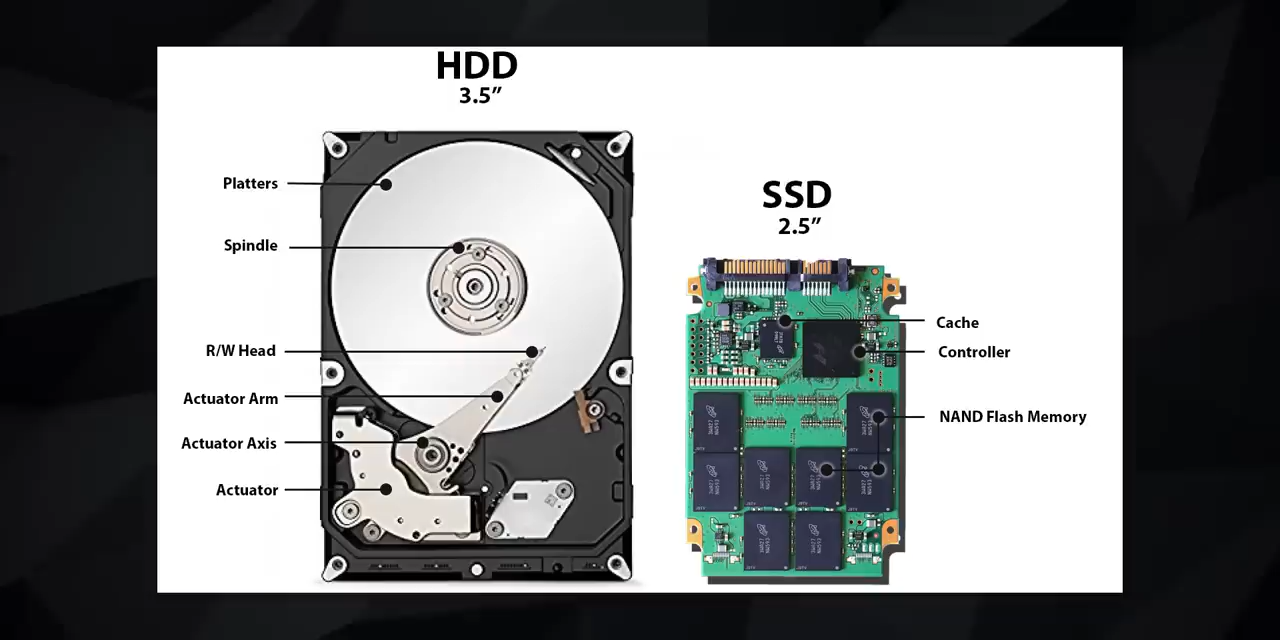 HDD
3.5”
Platters
Spindle
R/W Head
Actuator Arm
Actuator Axis
Actuator
SSD
2.5”
Cache
Controller
NAND Flash Memory